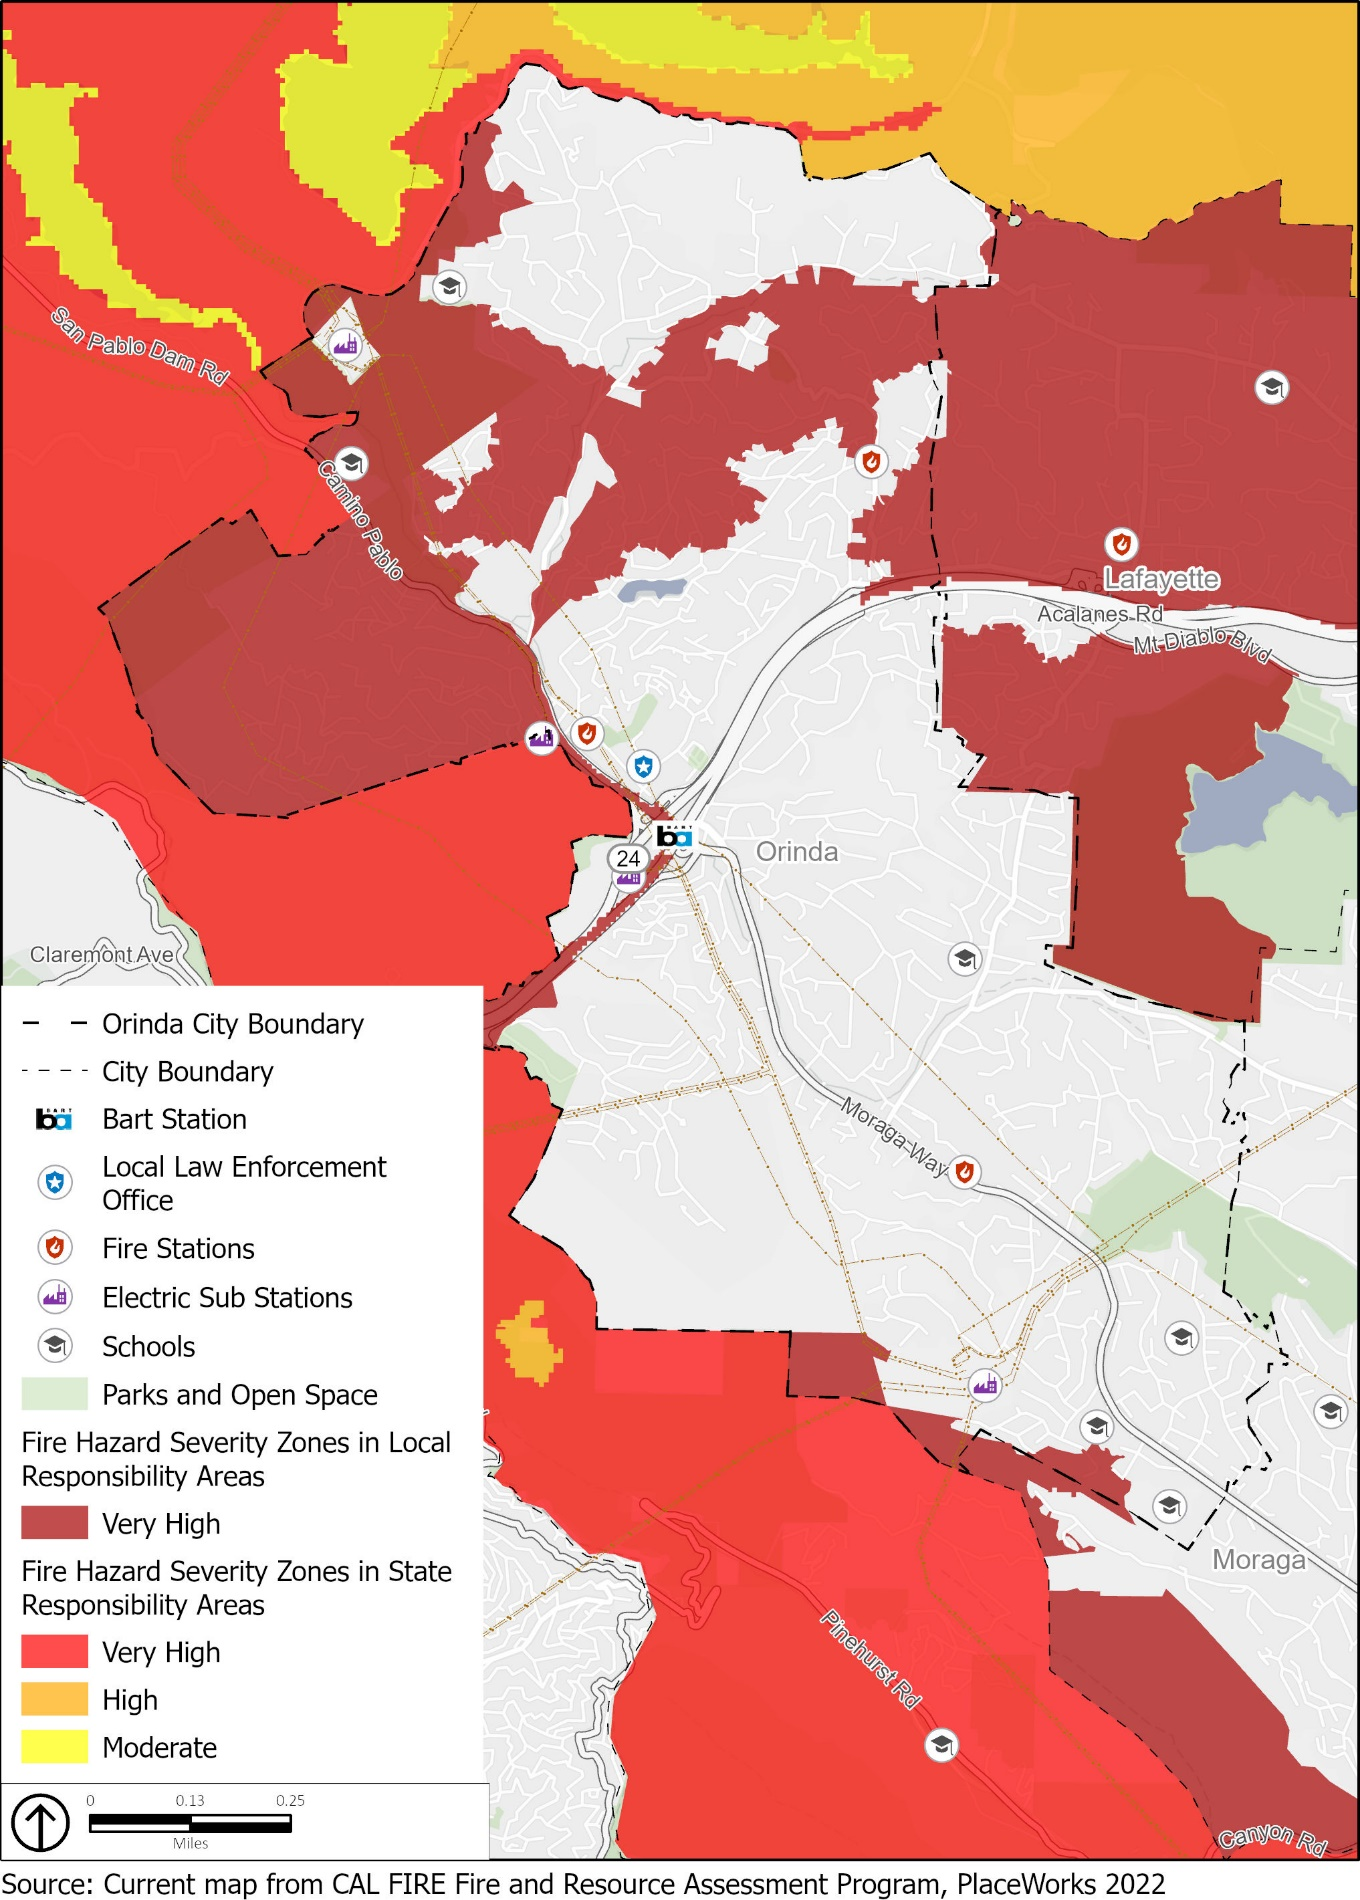 San Pablo Dam Rd
Camino Pablo
Lafayette
Acalanes Rd
Mt Diablo Blvd
BART
ba
24
Orinda
Claremont Ave
Moraga Way
Moraga
Pinehurst Rd
Canyon Rd
Orinda City Boundary
City Boundary
BART
ba
Bart Station
Local Law Enforcement
Office
Fire Stations
Electric Sub Stations
Schools
Parks and Open Space
Fire Hazard Severity Zones in Local
Responsibility Areas
Very High
Fire Hazard Severity Zones in State
Responsibility Areas
Very High
High
Moderate
0 0.13 0.25
Miles
Source: Current map from CAL FIRE Fire and Resource Assessment Program, PlaceWorks 2022